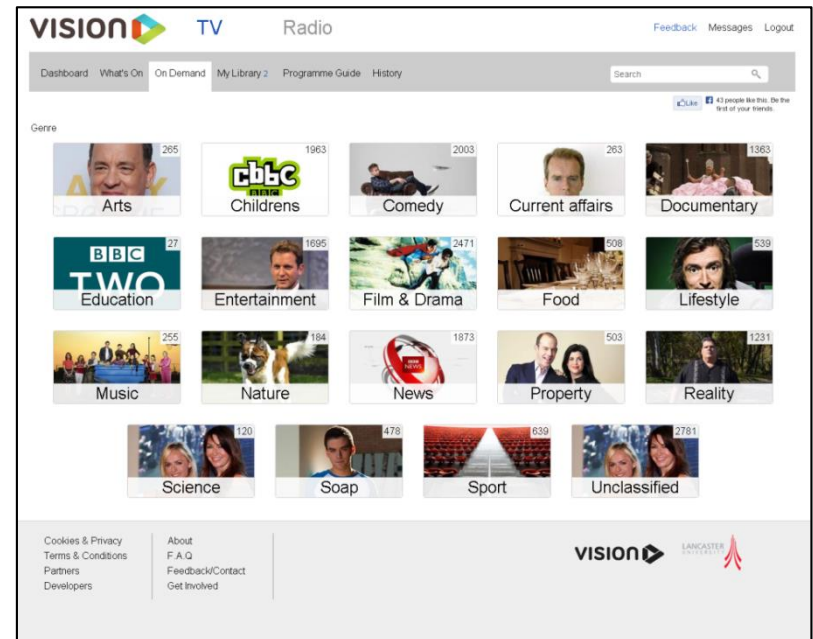 VISION TV Radio Feedback Messages Logout
Dashboard What's On On Demand My Library 2 Programme Guide History Search
Like 43 people like this. Be the
first of your friends.
Genre
265 1963 2003 263 1363
cbbc
BBC
Arts Childrens Comedy Current affairs Documentary
27 1695 2471 508 539
BBC
TWO
Education Entertainment Film & Drama Food Lifestyle
255 184 1873 503 1231
BBC
NEWS
Music Nature News Property Reality
120 478 639 2781
Science Soap Sport Unclassified
Cookies & Privacy About
Terms & Conditions F.A.Q
Partners Feedback/Contact
Developers Get Involved
VISION LANCASTER
UNIVERSITY